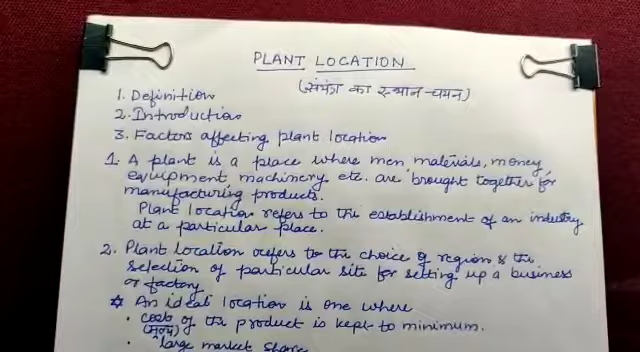 PLANT LOCATION
(संयंत्र का स्थान-चयन)
1. Definition
2. Introduction
3. Factors affecting plant location
1. A plant is a place where men, materials, money,
equipment, machinery etc. are brought together for
manufacturing products.
Plant location refers to the establishment of an industry
at a particular place.
2. Plant location refers to the choice of region & the
selection of particular site for setting up a business
or factory
* An ideal location is one where
• cost of the product is kept to minimum.
(मूल्य)
• large market share